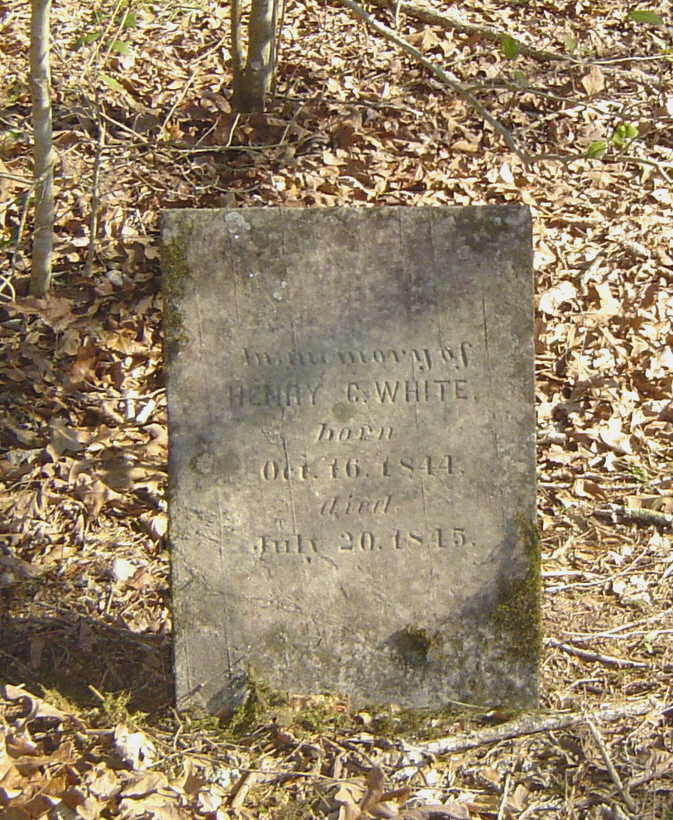 In memory of
HENRY C. WHITE.
born
Oct. 16. 1844.
died
July 20. 1845.